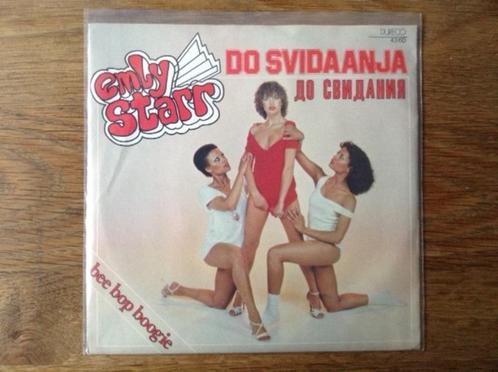 DURECO
emly
starr
DO SVIDAANJA
ДО СВИДАНИЯ
bee bop boogie